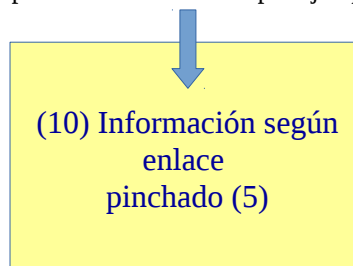 (10) Información según
enlace
pinchado (5)